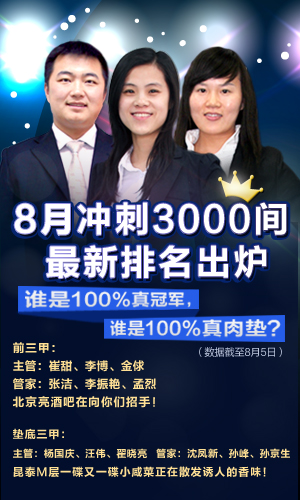 8月冲刺3000间
最新排名出炉
谁是100%真冠军，
谁是100%真肉垫？
（数据截至8月5日）
前三甲：
主管：崔甜、李博、金俅
管家：张洁、李振艳、孟烈
北京亮酒吧在向你们招手！
垫底三甲：
主管：杨国庆、汪伟、翟晓亮 管家：沈凤新、孙峰、孙京生
昆泰M层一碟又一碟小咸菜正在散发诱人的香味！